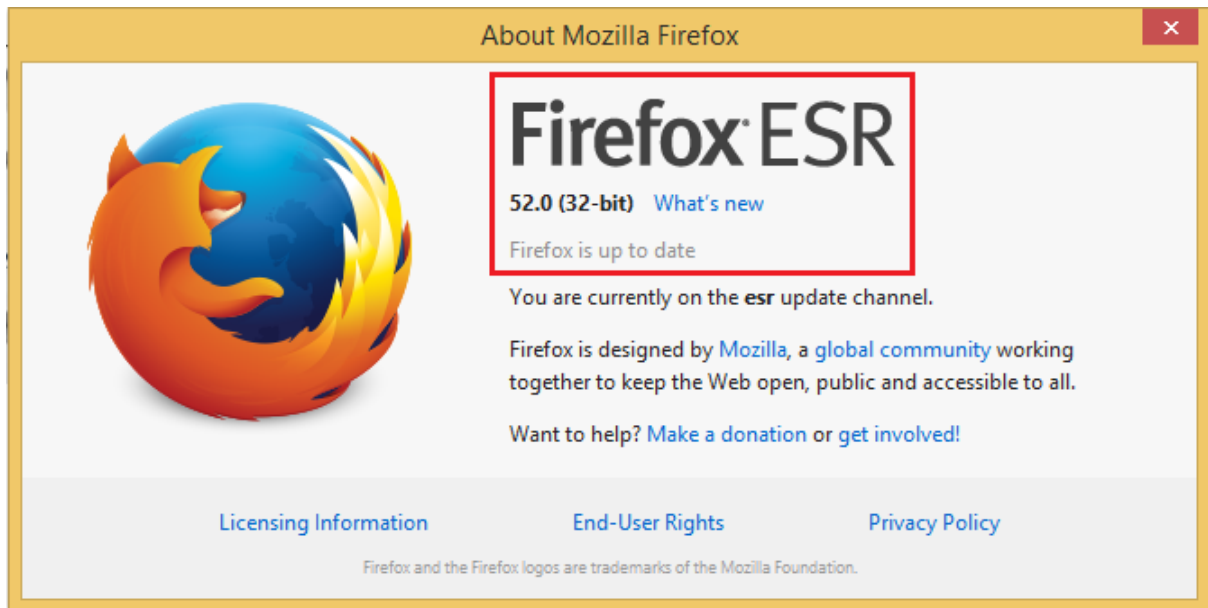 About Mozilla Firefox
Firefox ESR
52.0 (32-bit) What's new
Firefox is up to date
You are currently on the esr update channel.
Firefox is designed by Mozilla, a global community working
together to keep the Web open, public and accessible to all.
Want to help? Make a donation or get involved!
Licensing Information End-User Rights Privacy Policy
Firefox and the Firefox logos are trademarks of the Mozilla Foundation.